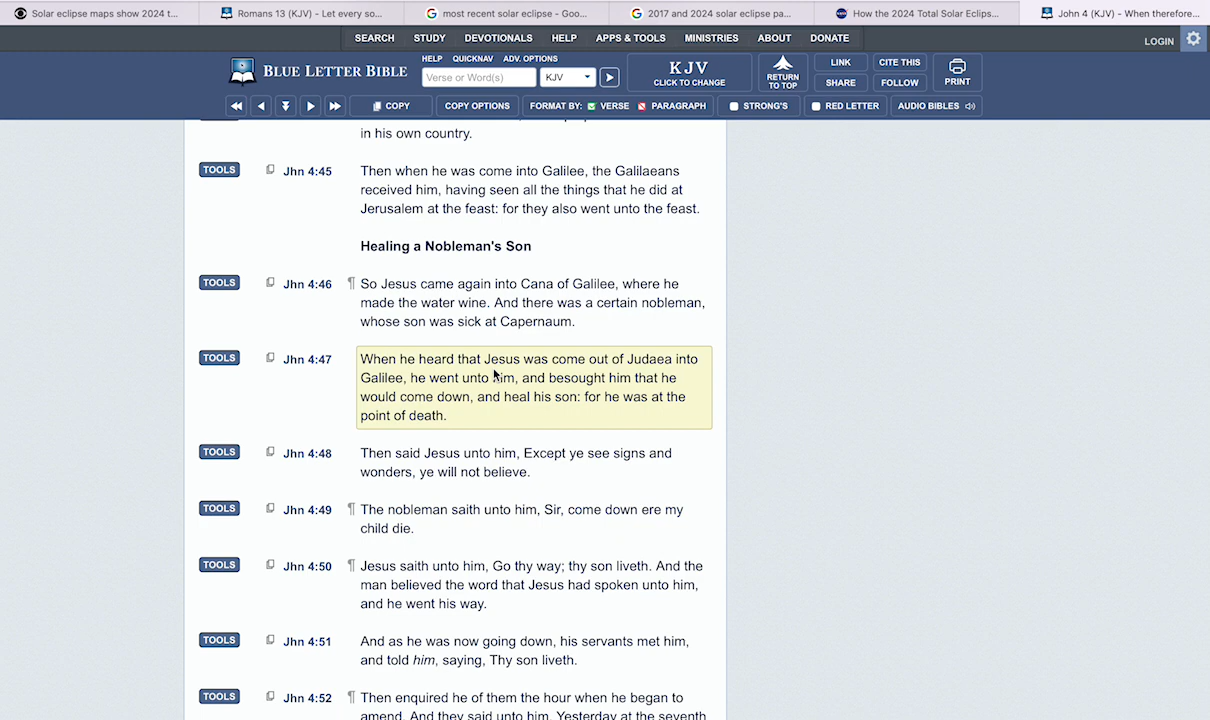 Solar eclipse maps show 2024 t...
Romans 13 (KJV) - Let every so...
most recent solar eclipse - Goo...
2017 and 2024 solar eclipse pa...
How the 2024 Total Solar Eclips...
John 4 (KJV) - When therefore...
SEARCH STUDY DEVOTIONALS HELP APPS & TOOLS MINISTRIES ABOUT DONATE
LOGIN
BLUE LETTER BIBLE
HELP QUICKNAV ADV. OPTIONS
Verse or Word(s)
KJV
KJV
CLICK TO CHANGE
RETURN
TO TOP
LINK
CITE THIS
SHARE
FOLLOW
PRINT
COPY
COPY OPTIONS
FORMAT BY: VERSE PARAGRAPH
STRONG'S
RED LETTER
AUDIO BIBLES
in his own country.
TOOLS Jhn 4:45 Then when he was come into Galilee, the Galilaeans
received him, having seen all the things that he did at
Jerusalem at the feast: for they also went unto the feast.
Healing a Nobleman's Son
TOOLS Jhn 4:46 ¶ So Jesus came again into Cana of Galilee, where he
made the water wine. And there was a certain nobleman,
whose son was sick at Capernaum.
TOOLS Jhn 4:47 When he heard that Jesus was come out of Judaea into
Galilee, he went unto him, and besought him that he
would come down, and heal his son: for he was at the
point of death.
TOOLS Jhn 4:48 Then said Jesus unto him, Except ye see signs and
wonders, ye will not believe.
TOOLS Jhn 4:49 ¶ The nobleman saith unto him, Sir, come down ere my
child die.
TOOLS Jhn 4:50 ¶ Jesus saith unto him, Go thy way; thy son liveth. And the
man believed the word that Jesus had spoken unto him,
and he went his way.
TOOLS Jhn 4:51 And as he was now going down, his servants met him,
and told him, saying, Thy son liveth.
TOOLS Jhn 4:52 ¶ Then enquired he of them the hour when he began to
amend. And they said unto him, Yesterday at the seventh